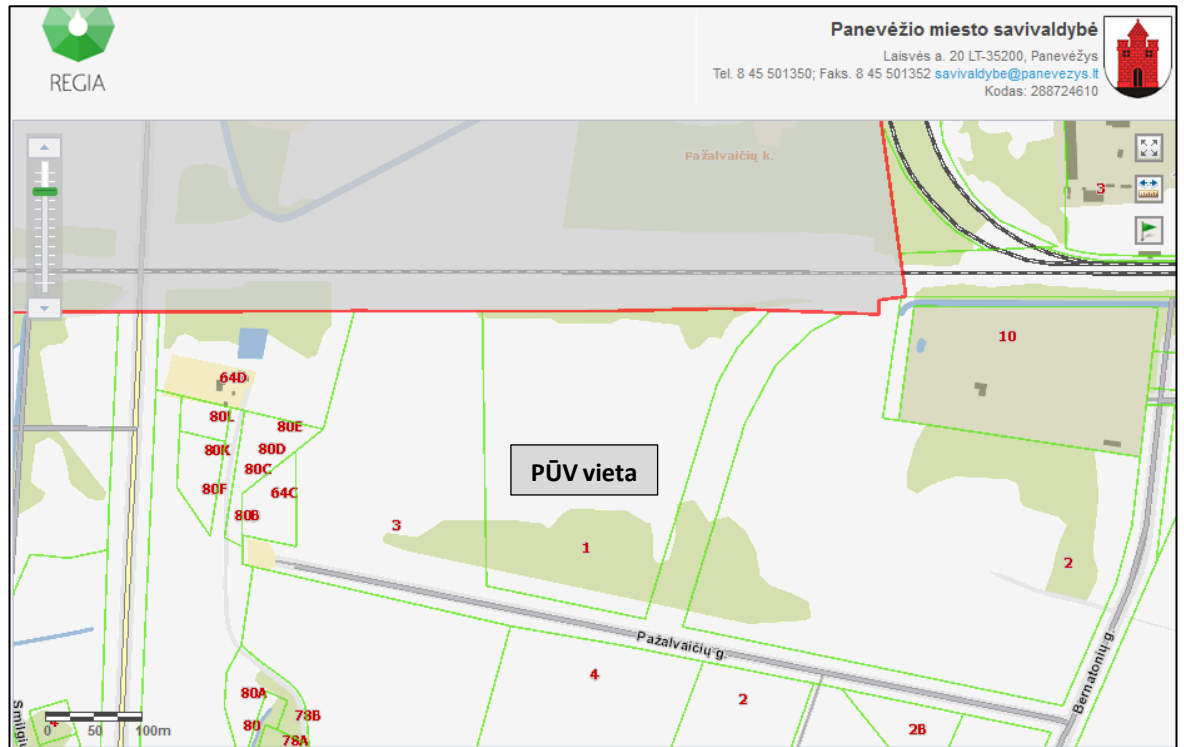 REGIA
Panevėžio miesto savivaldybė
Laisvės a. 20 LT-35200, Panevėžys
Tel. 8 45 501350; Faks. 8 45 501352 savivaldybe@panevezys.lt
Kodas: 288724610
Pažalvaičių k.
3
10
64D
80L
80E
80K
80D
80C
80F
64C
80B
PŪV vieta
3
1
2
Pažalvaičių g.
Bernatonių g.
4
2
2B
80A
80
78B
78A
4
0 50 100m